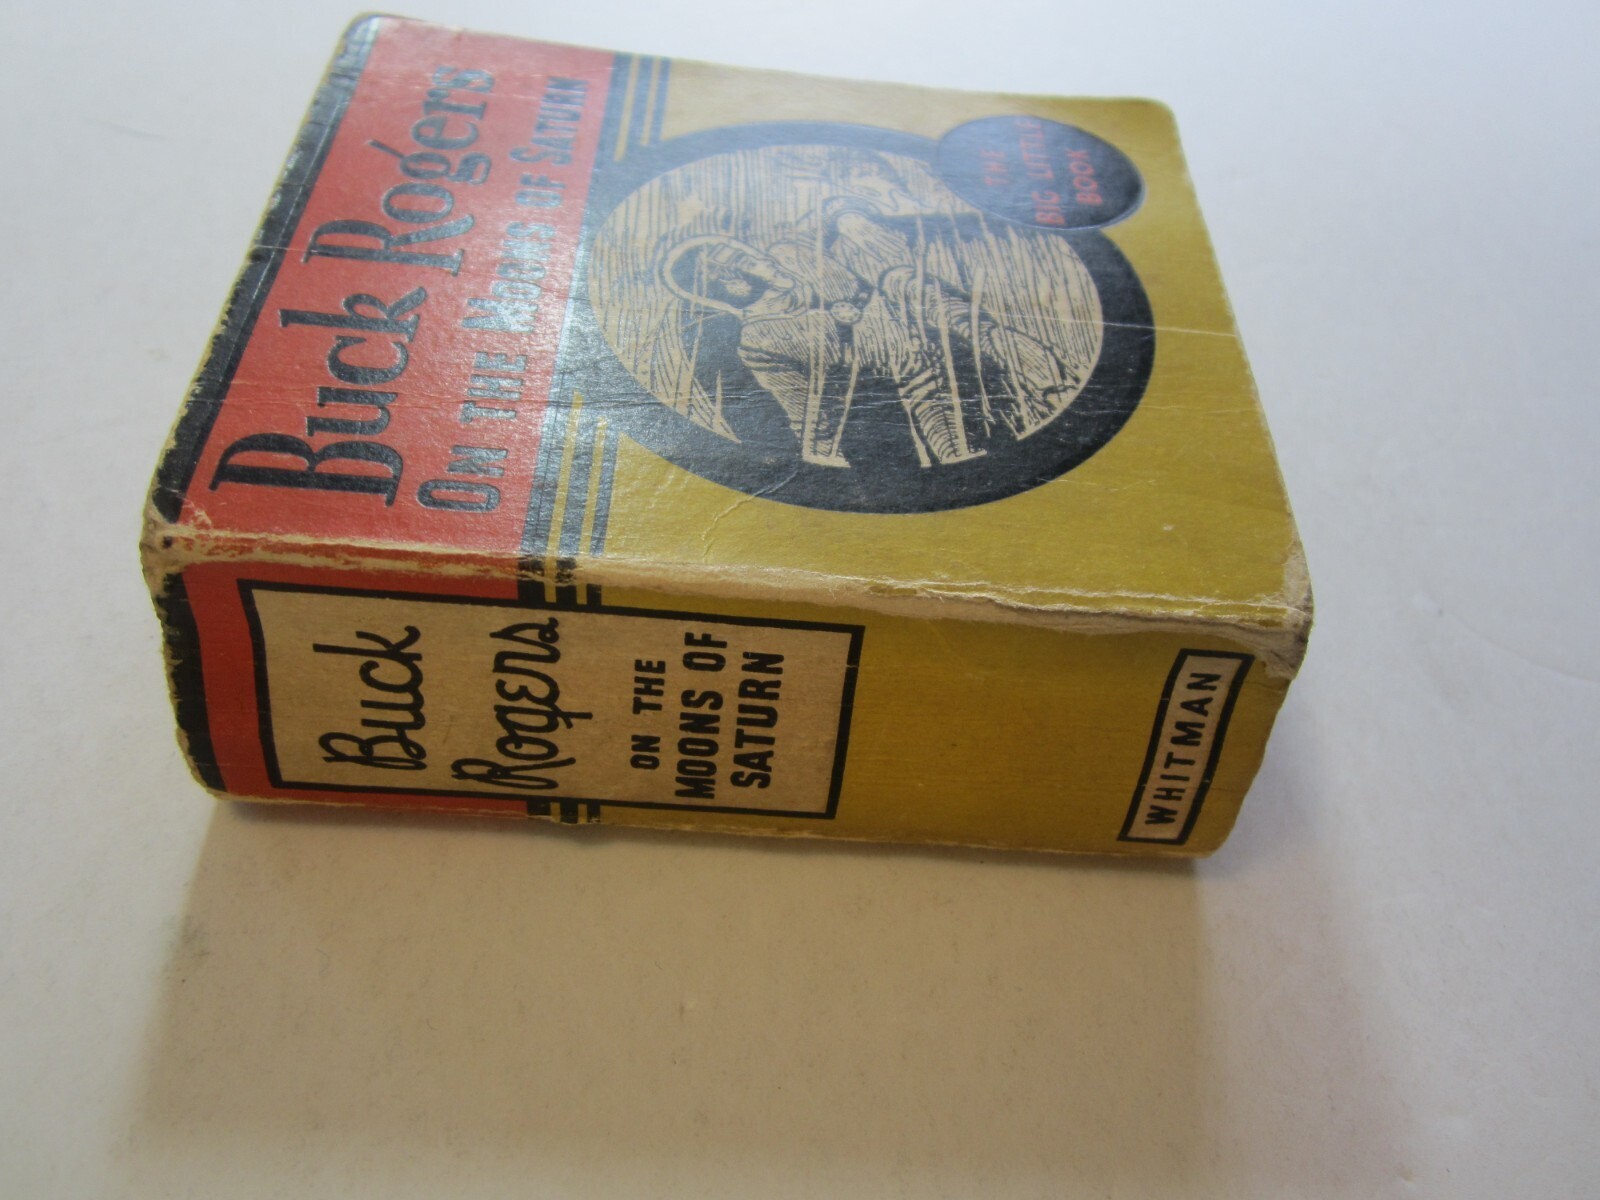 Buck Rogers
ON THE MOONS OF SATURN
THE
BIG LITTLE
BOOK
Buck
Rogers
ON THE
MOONS OF
SATURN
WHITMAN